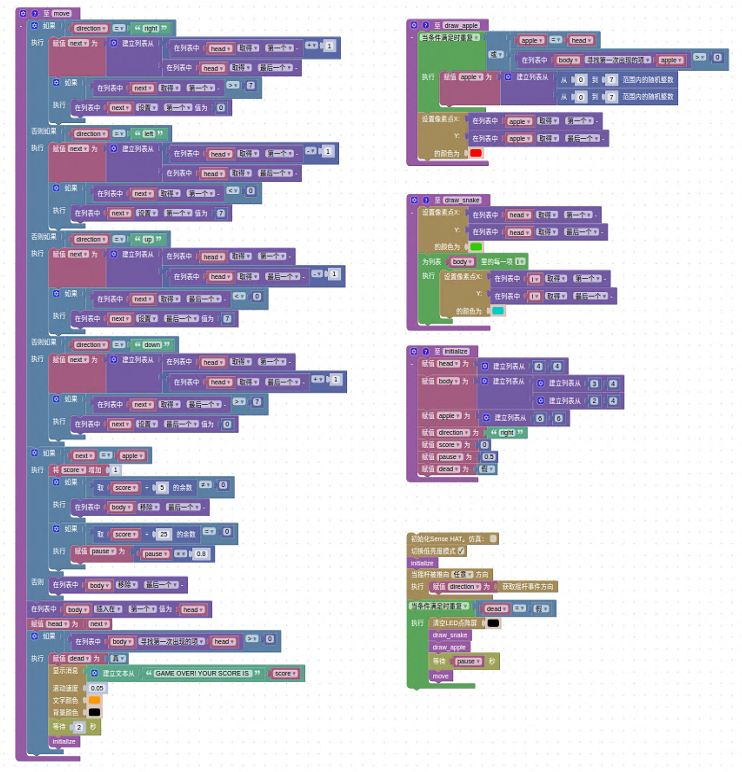 至 move
如果 direction = “ right ”
执行 赋值 next 为 建立列表从 在列表中 head 取得 第一个 + 1
在列表中 head 取得 最后一个
如果 在列表中 next 取得 第一个 > 7
执行 在列表中 next 设置 第一个 值为 0
否则如果 direction = “ left ”
执行 赋值 next 为 建立列表从 在列表中 head 取得 第一个 - 1
在列表中 head 取得 最后一个
如果 在列表中 next 取得 第一个 < 0
执行 在列表中 next 设置 第一个 值为 7
否则如果 direction = “ up ”
执行 赋值 next 为 建立列表从 在列表中 head 取得 第一个
在列表中 head 取得 最后一个 - 1
如果 在列表中 next 取得 最后一个 < 0
执行 在列表中 next 设置 最后一个 值为 7
否则如果 direction = “ down ”
执行 赋值 next 为 建立列表从 在列表中 head 取得 第一个
在列表中 head 取得 最后一个 + 1
如果 在列表中 next 取得 最后一个 > 7
执行 在列表中 next 设置 最后一个 值为 0
如果 next = apple
执行 将 score 增加 1
如果 取 score ÷ 5 的余数 ≠ 0
执行 在列表中 body 移除 最后一个
如果 取 score ÷ 25 的余数 = 0
执行 赋值 pause 为 pause × 0.8
否则 在列表中 body 移除 最后一个
在列表中 body 插入在 第一个 值为 head
赋值 head 为 next
如果 在列表中 body 寻找第一次出现的项 head > 0
执行 赋值 dead 为 真
显示消息 建立文本从 “ GAME OVER! YOUR SCORE IS ” score
滚动速度 0.05
文字颜色
背景颜色
等待 2 秒
initialize
至 draw_apple
当条件满足时重复 apple = head
或
在列表中 body 寻找第一次出现的项 apple > 0
执行 赋值 apple 为 建立列表从 从 0 到 7 范围内的随机整数
从 0 到 7 范围内的随机整数
设置像素点X: 在列表中 apple 取得 第一个
Y: 在列表中 apple 取得 最后一个
的颜色为
至 draw_snake
设置像素点X: 在列表中 head 取得 第一个
Y: 在列表中 head 取得 最后一个
的颜色为
为列表 body 里的每一项 i
执行 设置像素点X: 在列表中 i 取得 第一个
Y: 在列表中 i 取得 最后一个
的颜色为
至 initialize
赋值 head 为 建立列表从 4 4
赋值 body 为 建立列表从 建立列表从 3 4
建立列表从 2 4
赋值 apple 为 建立列表从 6 6
赋值 direction 为 “ right ”
赋值 score 为 0
赋值 pause 为 0.5
赋值 dead 为 假
初始化Sense HAT，仿真：
切换低亮度模式
initialize
当摇杆被推向 任意 方向
执行 赋值 direction 为 获取摇杆事件方向
当条件满足时重复 dead = 假
执行 清空LED点阵屏
draw_snake
draw_apple
等待 pause 秒
move